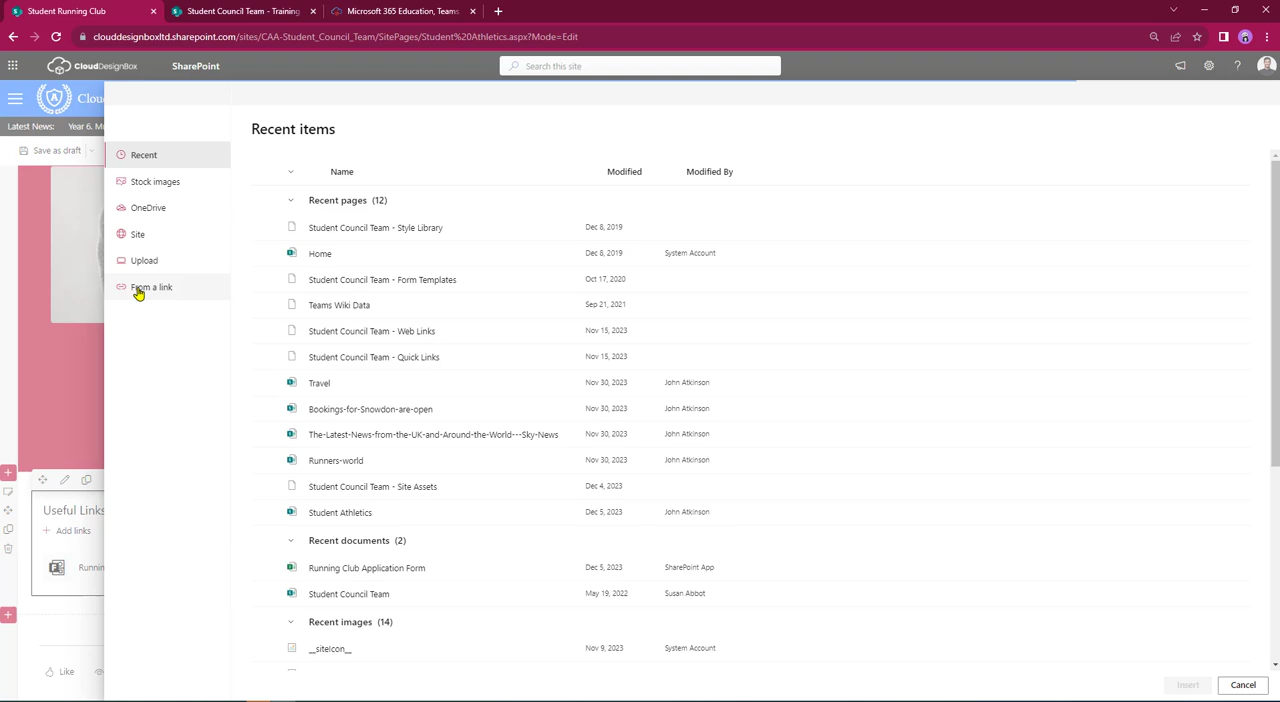 Student Running Club
Student Council Team - Training
Microsoft 365 Education, Teams
clouddesignboxltd.sharepoint.com/sites/CAA-Student_Council_Team/SitePages/Student%20Athletics.aspx?Mode=Edit
CLOUDDESIGNBOX
SharePoint
Search this site
Clou
Latest News:
Year 6. M
Save as draft
Recent
Stock images
OneDrive
Site
Upload
From a link
Recent items
Name Modified Modified By
Recent pages (12)
Student Council Team - Style Library Dec 8, 2019
Home Dec 8, 2019 System Account
Student Council Team - Form Templates Oct 17, 2020
Teams Wiki Data Sep 21, 2021
Student Council Team - Web Links Nov 15, 2023
Student Council Team - Quick Links Nov 15, 2023
Travel Nov 30, 2023 John Atkinson
Bookings-for-Snowdon-are-open Nov 30, 2023 John Atkinson
The-Latest-News-from-the-UK-and-Around-the-World---Sky-News Nov 30, 2023 John Atkinson
Runners-world Nov 30, 2023 John Atkinson
Student Council Team - Site Assets Dec 4, 2023
Student Athletics Dec 5, 2023 John Atkinson
Recent documents (2)
Running Club Application Form Dec 5, 2023 SharePoint App
Student Council Team May 19, 2022 Susan Abbot
Recent images (14)
__siteIcon__ Nov 9, 2023 System Account
Useful Links
Add links
Runnin
Like
Insert
Cancel